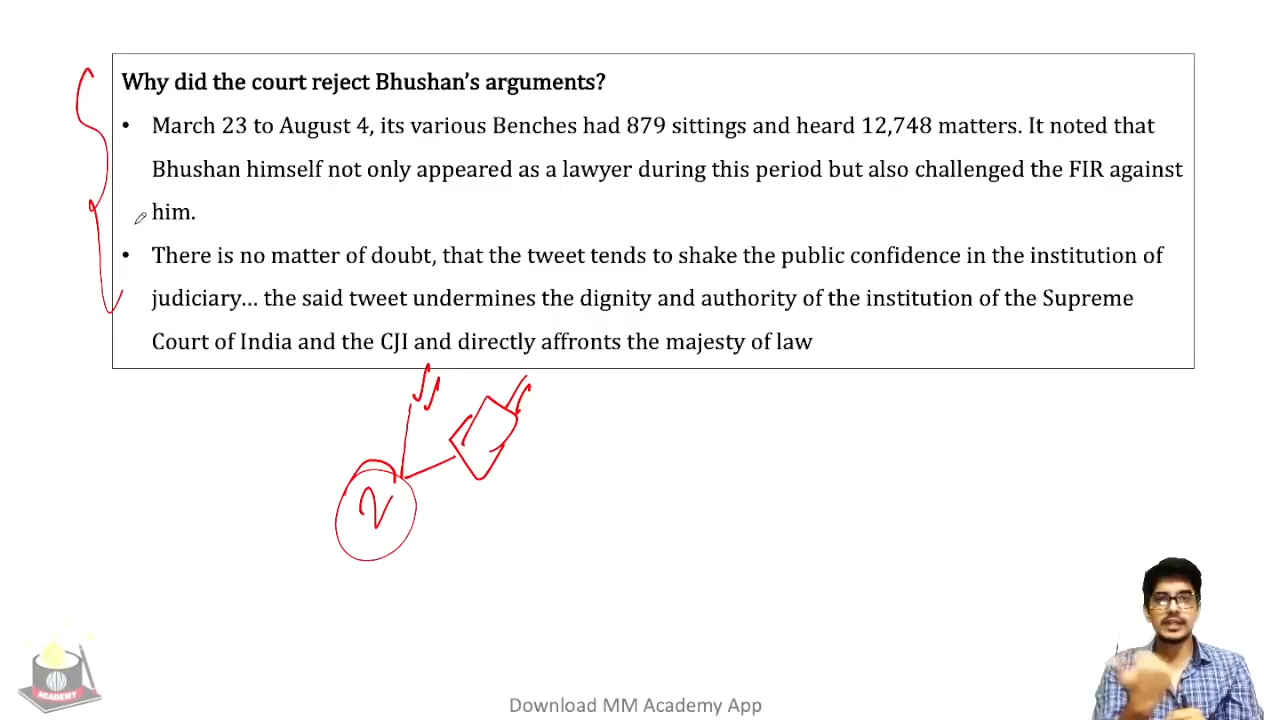 Why did the court reject Bhushan's arguments?
• March 23 to August 4, its various Benches had 879 sittings and heard 12,748 matters. It noted that
Bhushan himself not only appeared as a lawyer during this period but also challenged the FIR against
him.
• There is no matter of doubt, that the tweet tends to shake the public confidence in the institution of
judiciary... the said tweet undermines the dignity and authority of the institution of the Supreme
Court of India and the CJI and directly affronts the majesty of law
2
MM
ACADEMY
Download MM Academy App